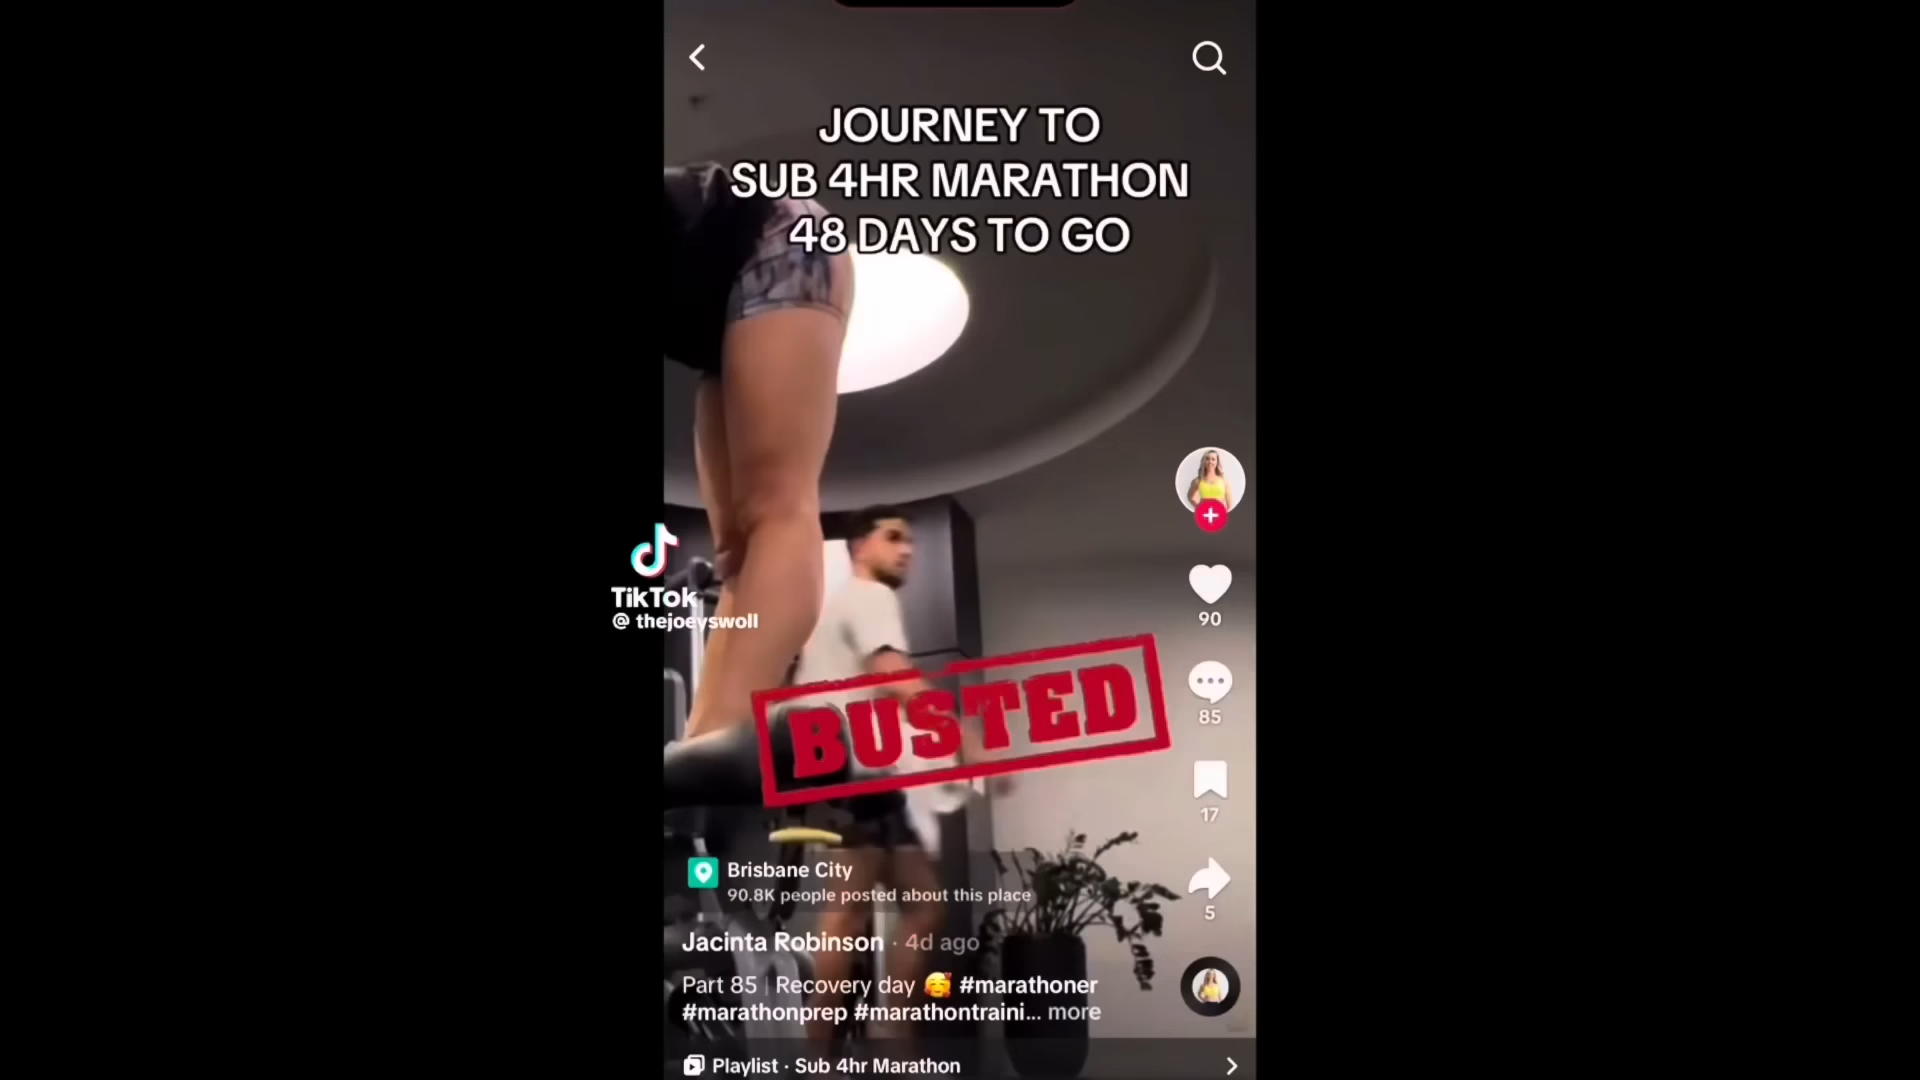 JOURNEY TO
SUB 4HR MARATHON
48 DAYS TO GO
TikTok
@ thejoeyswoll
90
BUSTED
85
17
Brisbane City
90.8K people posted about this place
5
Jacinta Robinson · 4d ago
Part 85 | Recovery day 🥰 #marathoner
#marathonprep #marathontraini... more
Playlist · Sub 4hr Marathon